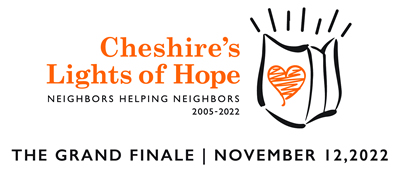 Cheshire's
Lights of Hope
NEIGHBORS HELPING NEIGHBORS
2005-2022
THE GRAND FINALE | NOVEMBER 12,2022